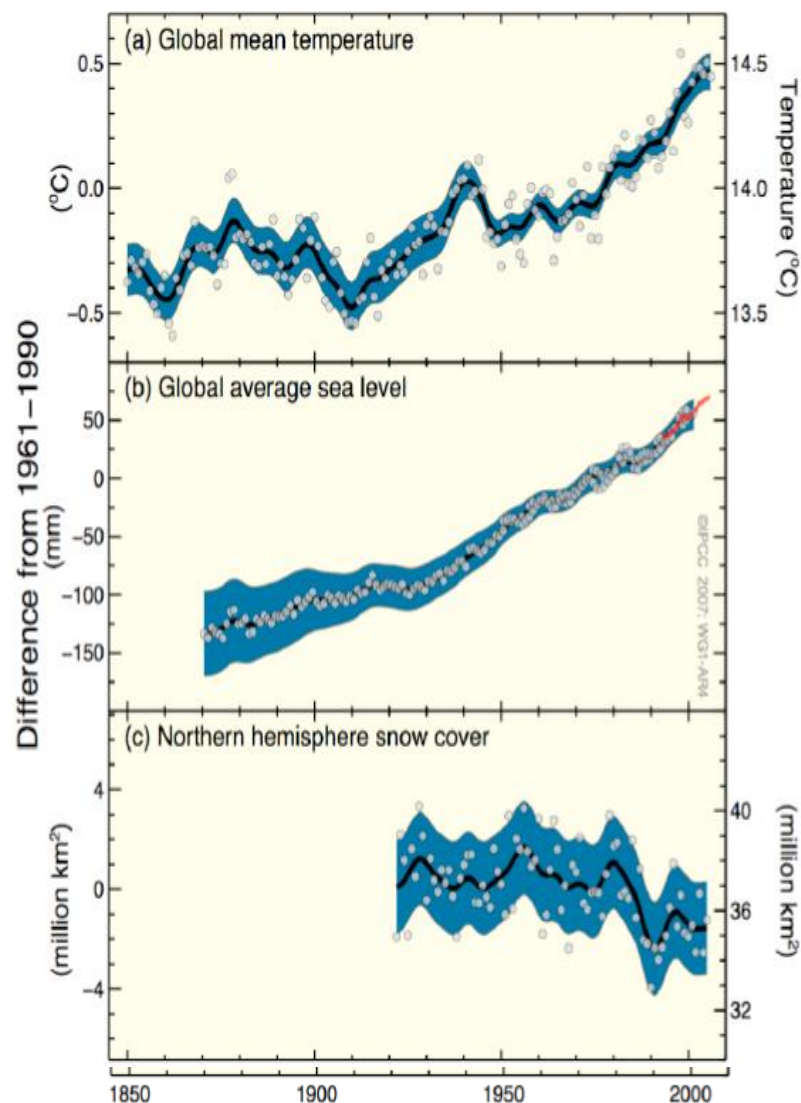 (a) Global mean temperature
0.5
0.0
−0.5
(°C)
14.5
14.0
13.5
Temperature (°C)
Difference from 1961–1990
(b) Global average sea level
50
0
−50
−100
−150
(mm)
©IPCC 2007: WG1-AR4
(c) Northern hemisphere snow cover
4
0
−4
(million km²)
40
36
32
(million km²)
1850
1900
1950
2000